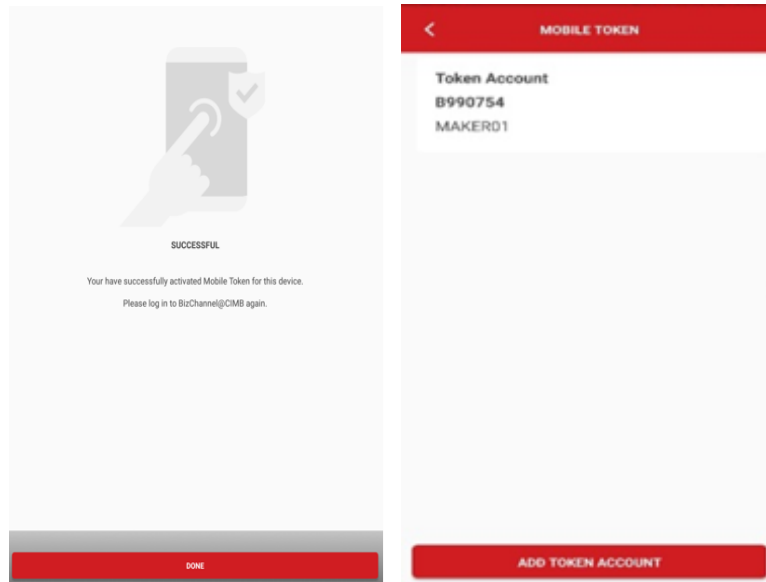 SUCCESSFUL
Your have successfully activated Mobile Token for this device.
Please log in to BizChannel@CIMB again.
DONE
MOBILE TOKEN
Token Account
B990754
MAKER01
ADD TOKEN ACCOUNT